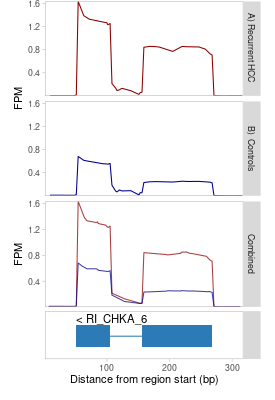 1.6
1.2
0.8
0.4
FPM
A) Recurrent HCC
1.6
1.2
0.8
0.4
B) Controls
1.6
1.2
0.8
0.4
FPM
Combined
< RI_CHKA_6
100
200
300
Distance from region start (bp)